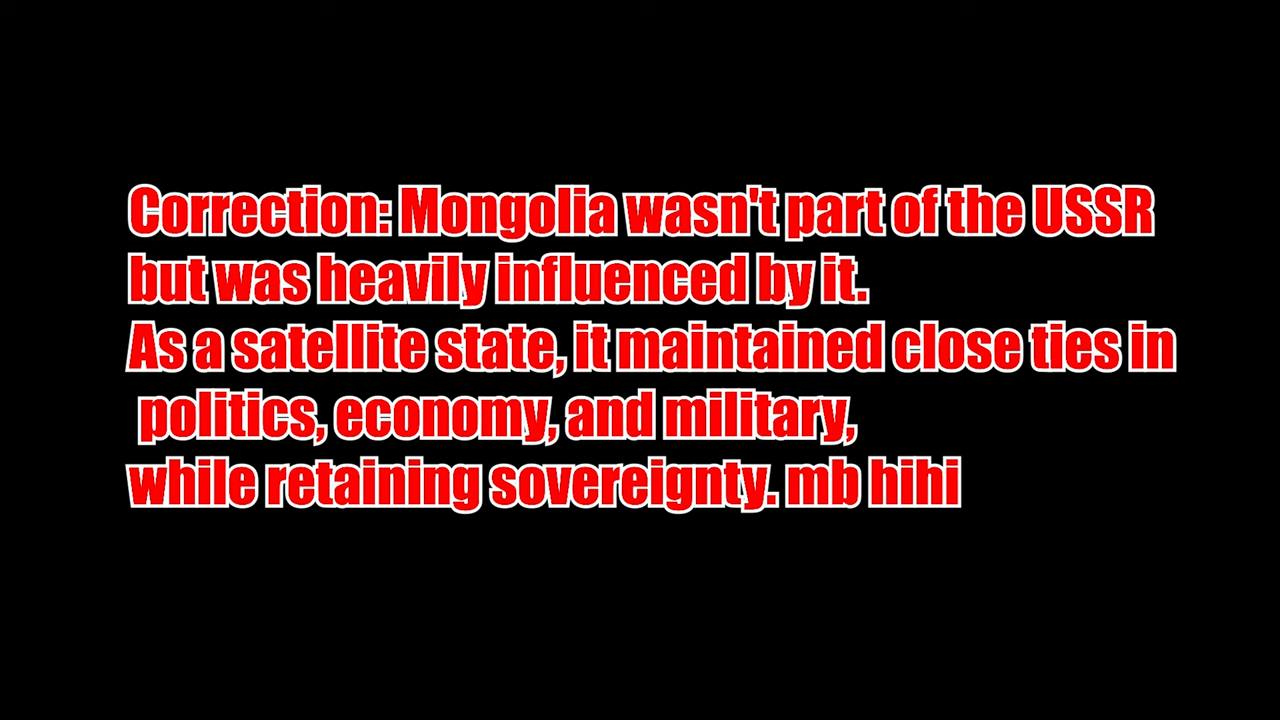 Correction: Mongolia wasn't part of the USSR
but was heavily influenced by it.
As a satellite state, it maintained close ties in
politics, economy, and military,
while retaining sovereignty. mb hihi